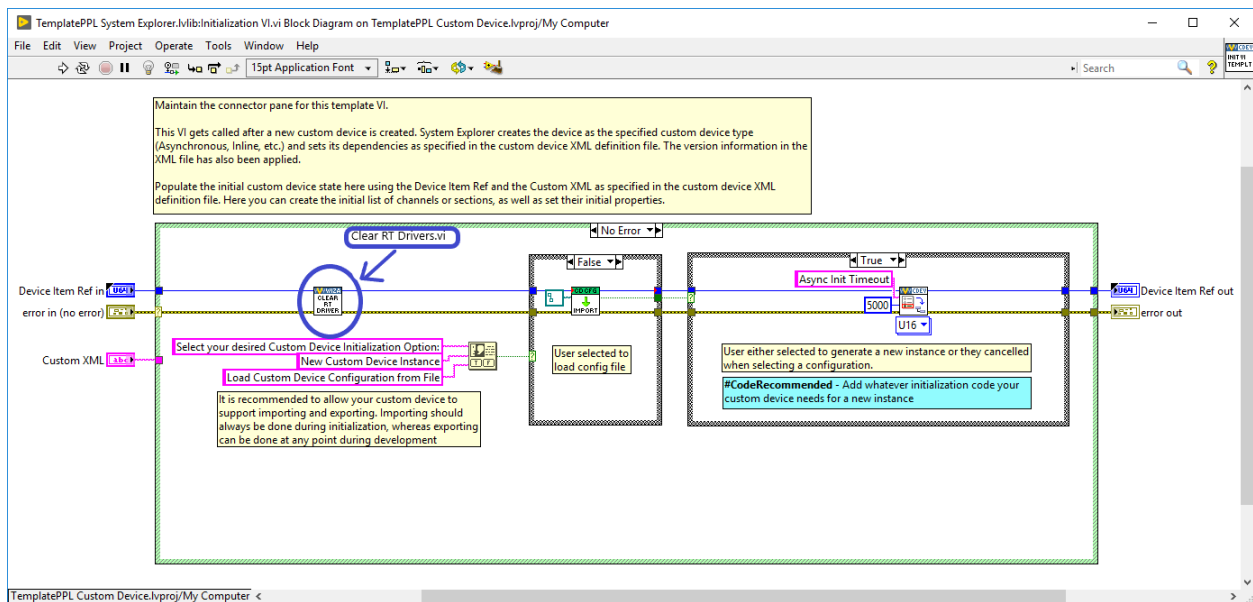 TemplatePPL System Explorer.lvlib:Initialization VI.vi Block Diagram on TemplatePPL Custom Device.lvproj/My Computer
File Edit View Project Operate Tools Window Help
15pt Application Font
Search
CDEV
INIT VI
TEMPLT
Maintain the connector pane for this template VI.
This VI gets called after a new custom device is created. System Explorer creates the device as the specified custom device type
(Asynchronous, Inline, etc.) and sets its dependencies as specified in the custom device XML definition file. The version information in the
XML file has also been applied.
Populate the initial custom device state here using the Device Item Ref and the Custom XML as specified in the custom device XML
definition file. Here you can create the initial list of channels or sections, as well as set their initial properties.
No Error
Clear RT Drivers.vi
False
True
Async Init Timeout
Device Item Ref in
U64
CLEAR
RT
DRIVER
CD CFG
IMPORT
CDEV
5000
U16
U64
Device Item Ref out
error in (no error)
error out
Custom XML
abc
Select your desired Custom Device Initialization Option:
New Custom Device Instance
Load Custom Device Configuration from File
T F
User selected to
load config file
User either selected to generate a new instance or they cancelled
when selecting a configuration.
#CodeRecommended - Add whatever initialization code your
custom device needs for a new instance
It is recommended to allow your custom device to
support importing and exporting. Importing should
always be done during initialization, whereas exporting
can be done at any point during development
TemplatePPL Custom Device.lvproj/My Computer